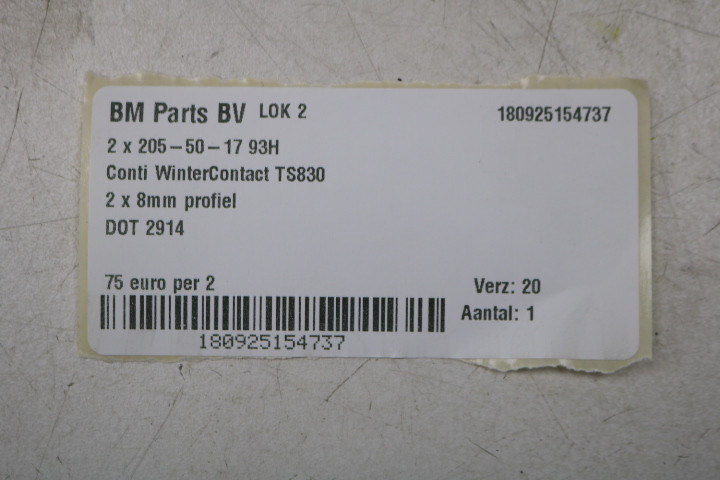 BM Parts BV LOK 2 180925154737
2 x 205-50-17 93H
Conti WinterContact TS830
2 x 8mm profiel
DOT 2914
75 euro per 2 Verz: 20
Aantal: 1
180925154737